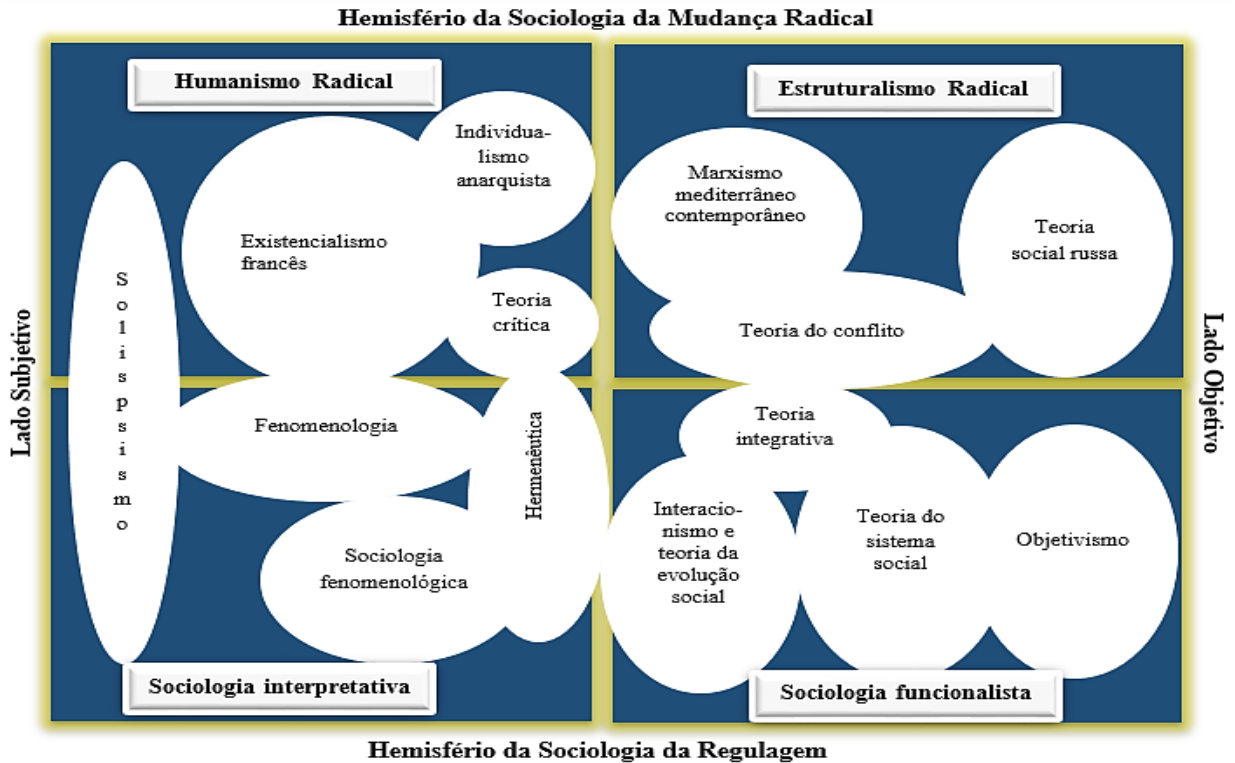 Hemisfério da Sociologia da Mudança Radical
Humanismo Radical
Estruturalismo Radical
Individua-
lismo
anarquista
Marxismo
mediterrâneo
contemporâneo
Existencialismo
francês
Teoria
social russa
Teoria
crítica
Teoria do conflito
Solispsismo
Lado Subjetivo
Lado Objetivo
Fenomenologia
Hermenêutica
Teoria
integrativa
Sociologia
fenomenológica
Interacio-
nismo e
teoria da
evolução
social
Teoria do
sistema
social
Objetivismo
Sociologia interpretativa
Sociologia funcionalista
Hemisfério da Sociologia da Regulagem